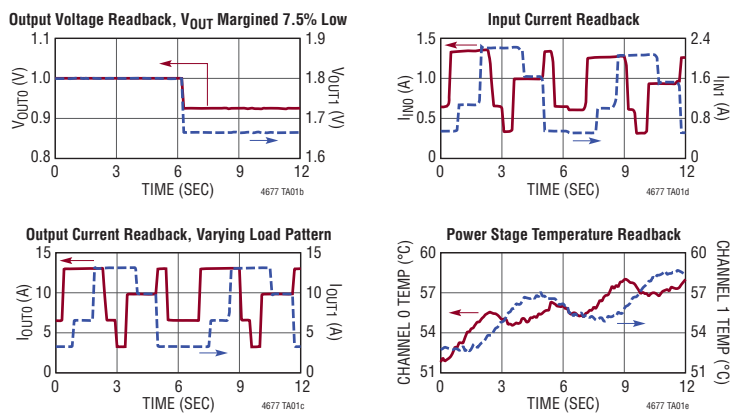 Output Voltage Readback, VOUT Margined 7.5% Low
1.1
1.0
0.9
0.8
VOUT0 (V)
1.9
1.8
1.7
1.6
VOUT1 (V)
0 3 6 9 12
TIME (SEC)
4677 TA01b
Input Current Readback
1.5
1.0
0.5
0
IIN0 (A)
2.4
1.6
0.8
0
IIN1 (A)
0 3 6 9 12
TIME (SEC)
4677 TA01d
Output Current Readback, Varying Load Pattern
15
10
5
0
IOUT0 (A)
15
10
5
0
IOUT1 (A)
0 3 6 9 12
TIME (SEC)
4677 TA01c
Power Stage Temperature Readback
60
57
54
51
CHANNEL 0 TEMP (°C)
60
57
54
51
CHANNEL 1 TEMP (°C)
0 3 6 9 12
TIME (SEC)
4677 TA01e